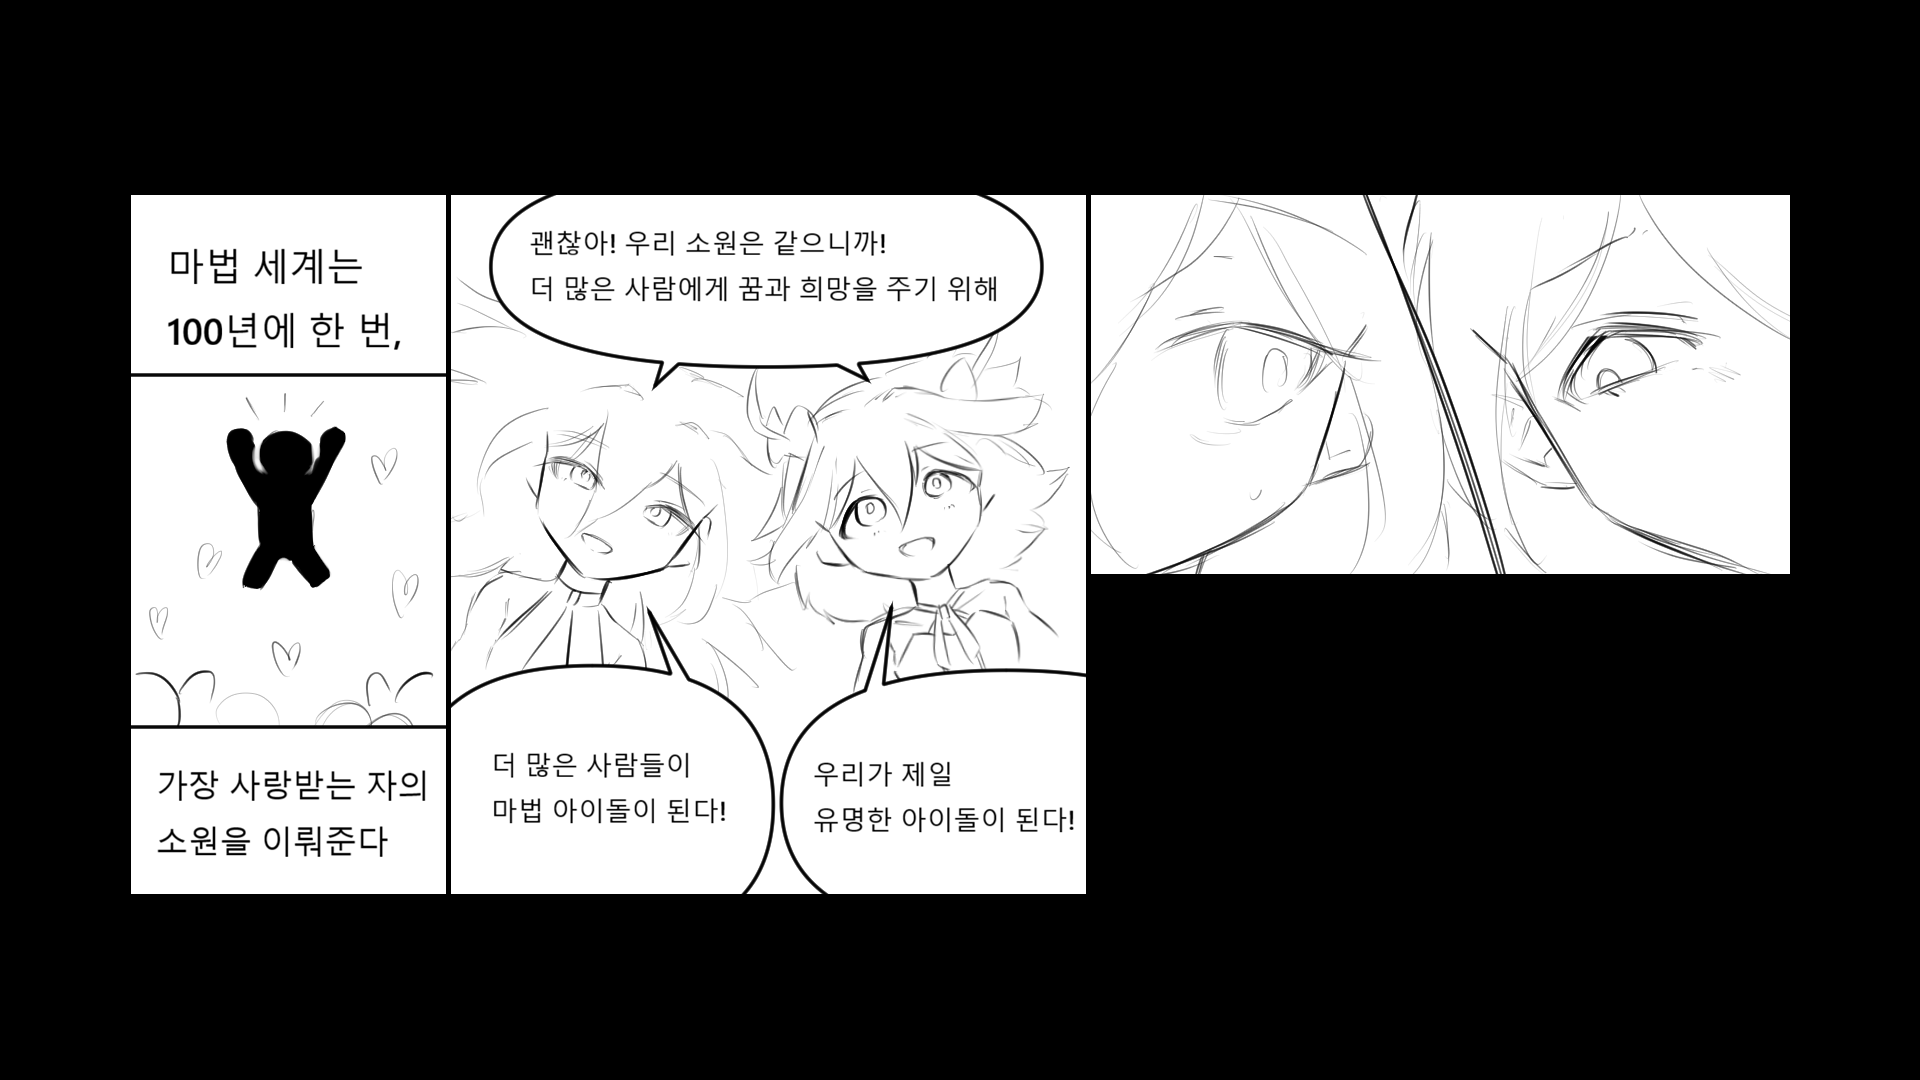 마법 세계는
100년에 한 번,
가장 사랑받는 자의
소원을 이뤄준다
괜찮아! 우리 소원은 같으니까!
더 많은 사람에게 꿈과 희망을 주기 위해
더 많은 사람들이
마법 아이돌이 된다!
우리가 제일
유명한 아이돌이 된다!